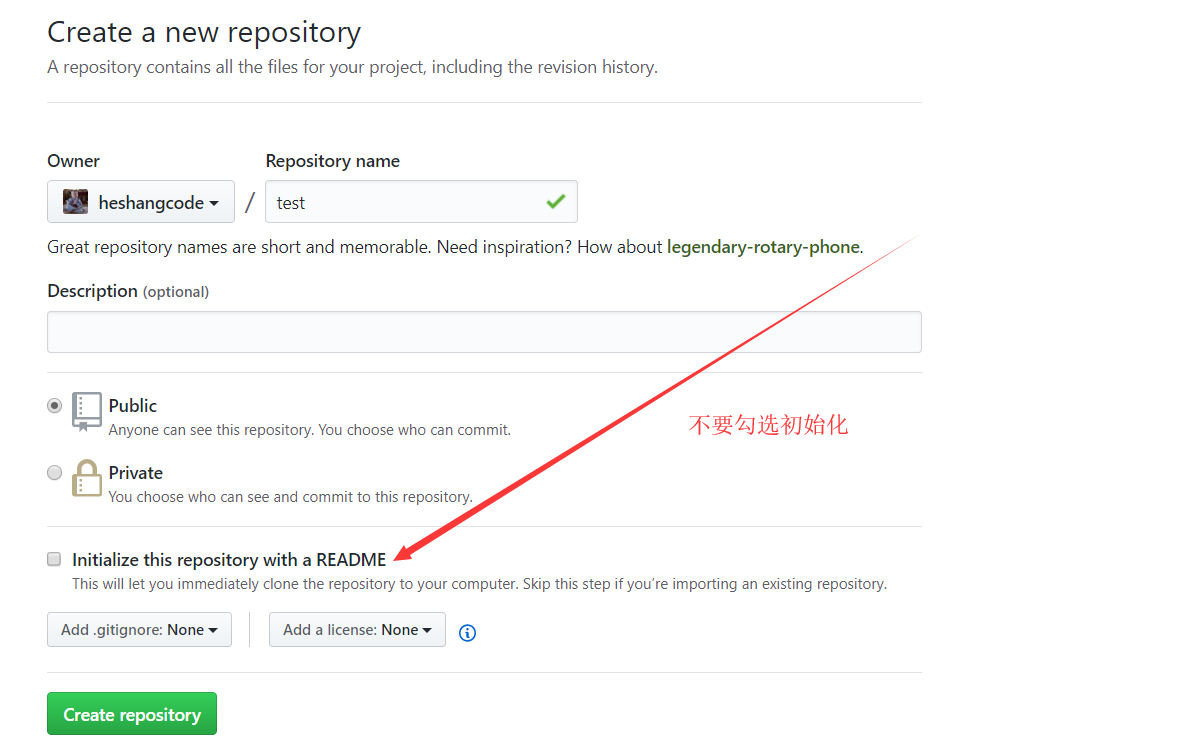 Create a new repository
A repository contains all the files for your project, including the revision history.
Owner
Repository name
heshangcode
/
test
Great repository names are short and memorable. Need inspiration? How about legendary-rotary-phone.
Description (optional)
Public
Anyone can see this repository. You choose who can commit.
不要勾选初始化
Private
You choose who can see and commit to this repository.
Initialize this repository with a README
This will let you immediately clone the repository to your computer. Skip this step if you’re importing an existing repository.
Add .gitignore: None
Add a license: None
Create repository